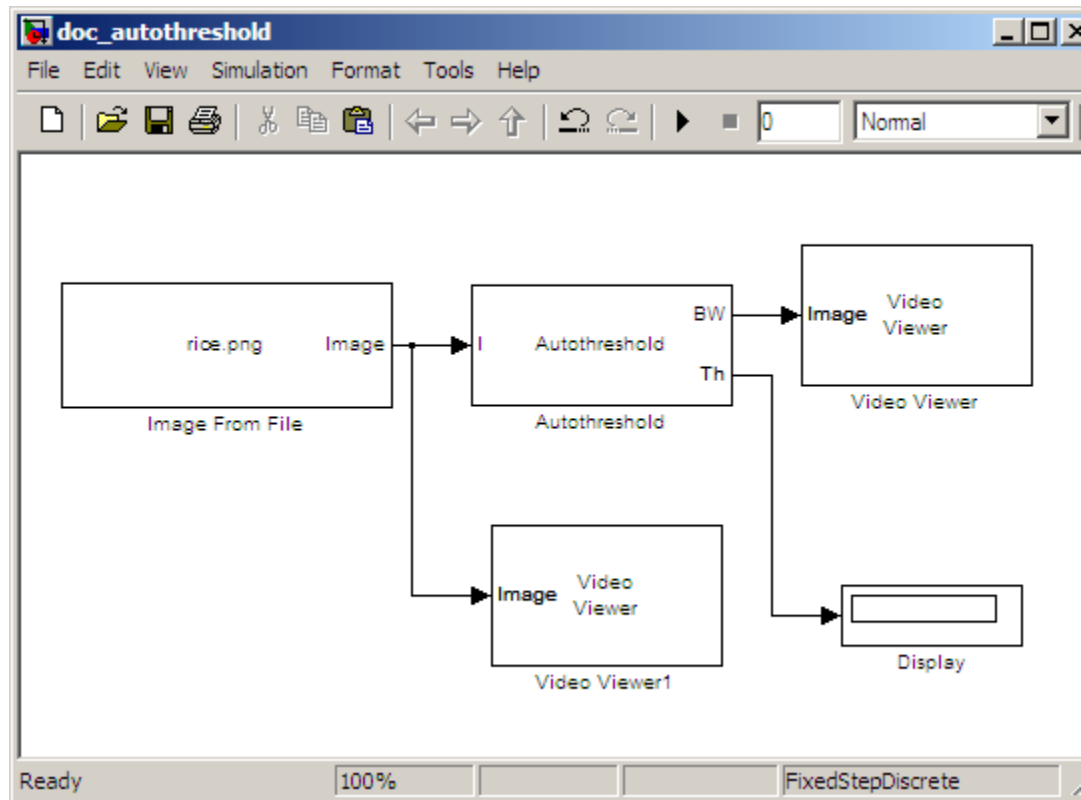 doc_autothreshold
File Edit View Simulation Format Tools Help
0 Normal
rice.png Image
Image From File
I Autothreshold BW
Th
Autothreshold
Image Video
Viewer
Video Viewer
Image Video
Viewer
Video Viewer1
Display
Ready 100% FixedStepDiscrete